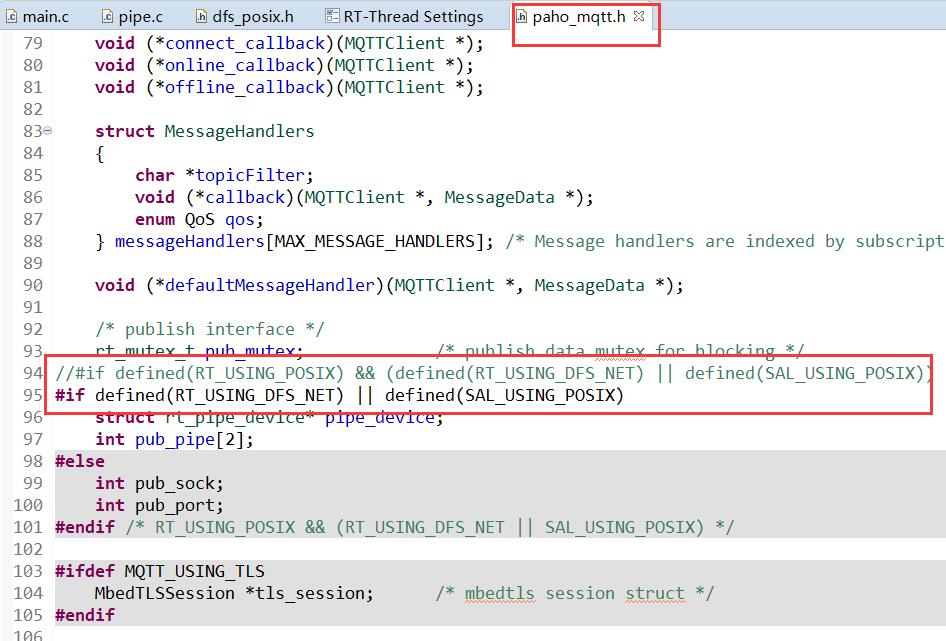 main.c pipe.c dfs_posix.h RT-Thread Settings paho_mqtt.h
79 void (*connect_callback)(MQTTClient *);
80 void (*online_callback)(MQTTClient *);
81 void (*offline_callback)(MQTTClient *);
82
83 struct MessageHandlers
84 {
85 char *topicFilter;
86 void (*callback)(MQTTClient *, MessageData *);
87 enum QoS qos;
88 } messageHandlers[MAX_MESSAGE_HANDLERS]; /* Message handlers are indexed by subscript
89
90 void (*defaultMessageHandler)(MQTTClient *, MessageData *);
91
92 /* publish interface */
93 rt_mutex_t pub_mutex; /* publish data mutex for blocking */
94 //#if defined(RT_USING_POSIX) && (defined(RT_USING_DFS_NET) || defined(SAL_USING_POSIX))
95 #if defined(RT_USING_DFS_NET) || defined(SAL_USING_POSIX)
96 struct rt_pipe_device* pipe_device;
97 int pub_pipe[2];
98 #else
99 int pub_sock;
100 int pub_port;
101 #endif /* RT_USING_POSIX && (RT_USING_DFS_NET || SAL_USING_POSIX) */
102
103 #ifdef MQTT_USING_TLS
104 MbedTLSSession *tls_session; /* mbedtls session struct */
105 #endif
106